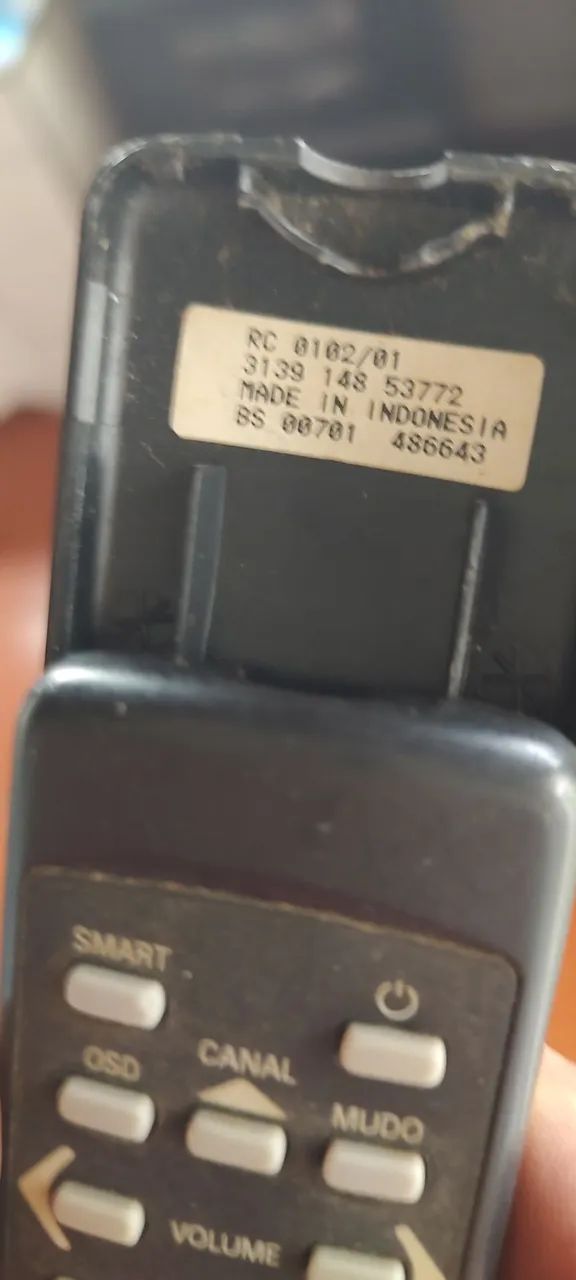 RC 0102/01
3139 148 53772
MADE IN INDONESIA
BS 00701 486643
SMART
OSD
CANAL
MUDO
VOLUME